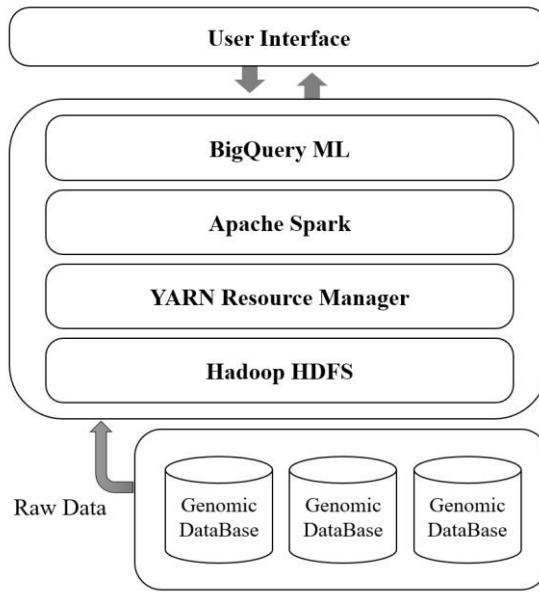 User Interface
BigQuery ML
Apache Spark
YARN Resource Manager
Hadoop HDFS
Raw Data
Genomic
DataBase
Genomic
DataBase
Genomic
DataBase